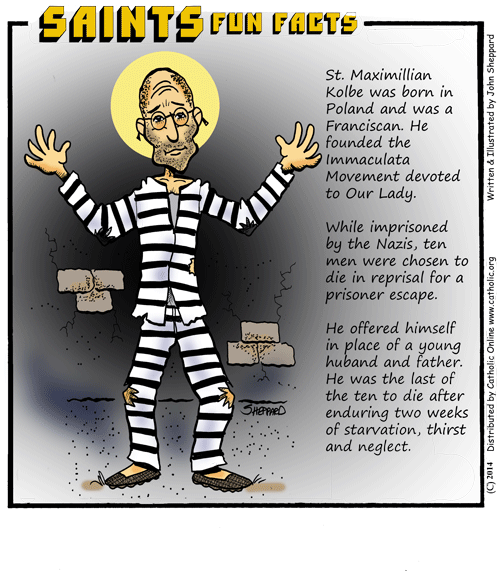 SAINTS FUN FACTS
St. Maximillian
Kolbe was born in
Poland and was a
Franciscan. He
founded the
Immaculata
Movement devoted
to Our Lady.
While imprisoned
by the Nazis, ten
men were chosen to
die in reprisal for a
prisoner escape.
He offered himself
in place of a young
huband and father.
He was the last of
the ten to die after
enduring two weeks
of starvation, thirst
and neglect.
SHEPPARD
(C) 2014 Distributed by Catholic Online www.catholic.org Written & Illustrated by John Sheppard